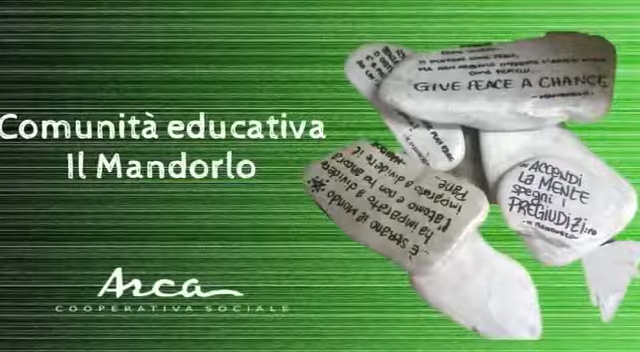 Comunità educativa
Il Mandorlo
Arca
COOPERATIVA SOCIALE
GIVE PEACE A CHANCE
ACCENDI
LA MENTE
spegni i
PREGIUDIZI
È STRANO IL MONDO
ha imparato a dividere
l'atomo e non ha ancora
imparato a dividere il
Pane